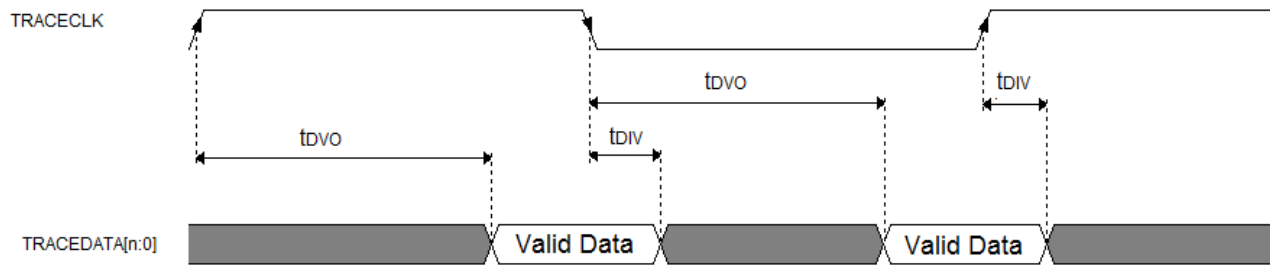 TRACECLK
tDVO
tDIV
tDVO
tDIV
TRACEDATA[n:0]
Valid Data
Valid Data